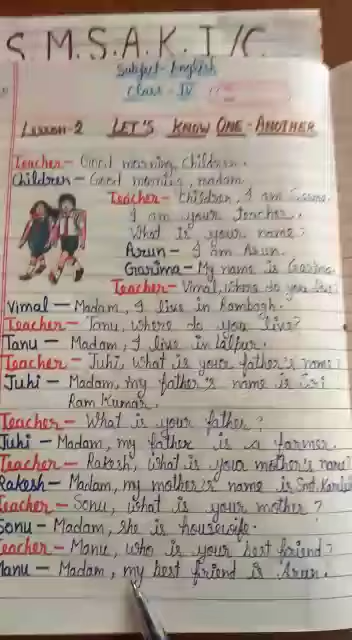 S.M.S.A.K. I/C
Subject- English
Class - IV
Lesson-2 LET'S KNOW ONE-ANOTHER
Teacher- Good morning, children.
Children- Good morning, madam.
Teacher- Children, I am
I am your teacher.
What is your name?
Arun- I am Arun.
Garima- My name is Garima
Teacher- Vimal, where do you live?
Vimal- Madam, I live in Rambagh.
Teacher- Tanu, where do you live?
Tanu- Madam, I live in Lalpur.
Teacher- Juhi, what is your father's name?
Juhi- Madam, my father's name is Sri
Ram Kumar.
Teacher- What is your father?
Juhi- Madam, my father is a farmer.
Teacher- Rakesh, what is your mother's name?
Rakesh- Madam, my mother's name is Smt.
Teacher- Sonu, what is your mother?
Sonu- Madam, she is housewife.
Teacher- Manu, who is your best friend?
Manu- Madam, my best friend is Arun.